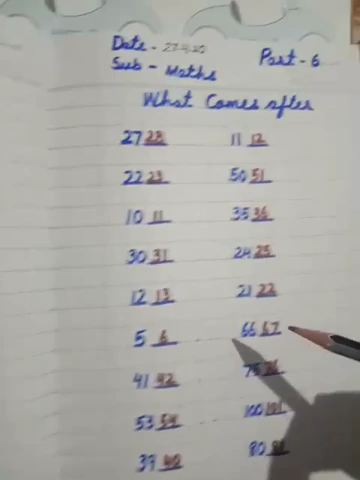 Date - 27.4.20
Part - 6
Sub - Maths
What Comes after
27 28 11 12
22 23 50 51
10 11 35 36
30 31 24 25
12 13 21 22
5 6 66 67
41 42 75 76
53 54 100 101
39 40 80